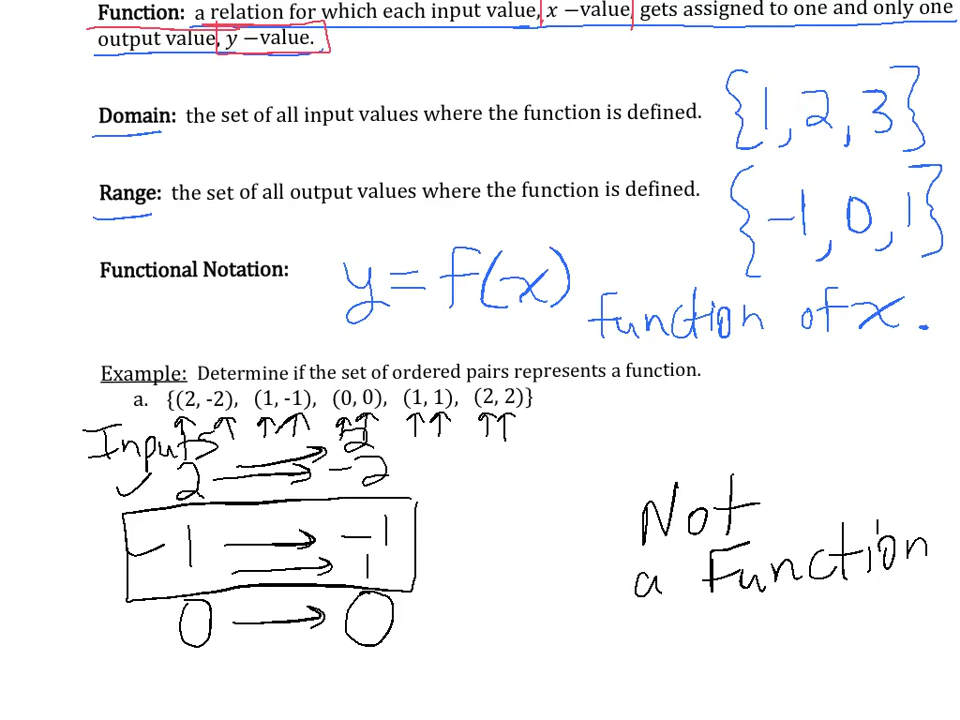 Function: a relation for which each input value, x –value, gets assigned to one and only one
output value, y –value.
Domain: the set of all input values where the function is defined. {1, 2, 3}
Range: the set of all output values where the function is defined. {-1, 0, 1}
Functional Notation: y = f(x)
function of x.
Example: Determine if the set of ordered pairs represents a function.
a. {(2, -2), (1, -1), (0, 0), (1, 1), (2, 2)}
Inputs
2
2 → -2
1 → -1
→ 1
0 → 0
Not
a Function